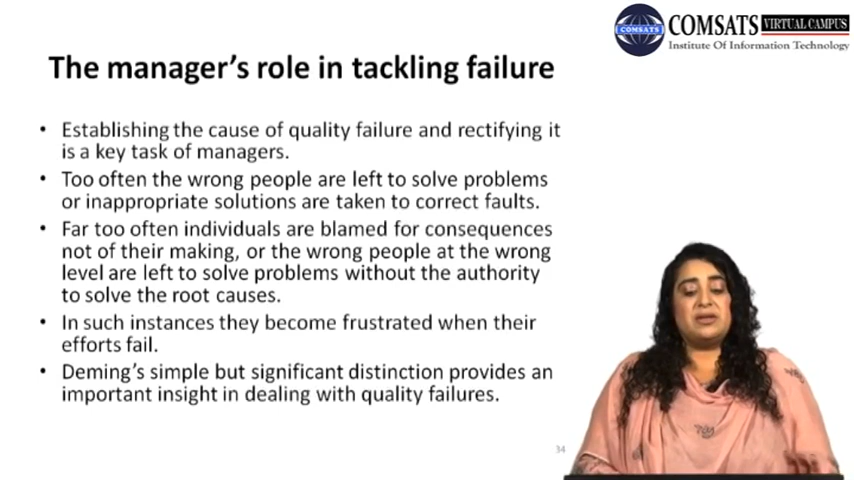 COMSATS VIRTUAL CAMPUS
COMSATS
Institute Of Information Technology
The manager's role in tackling failure
• Establishing the cause of quality failure and rectifying it
is a key task of managers.
• Too often the wrong people are left to solve problems
or inappropriate solutions are taken to correct faults.
• Far too often individuals are blamed for consequences
not of their making, or the wrong people at the wrong
level are left to solve problems without the authority
to solve the root causes.
• In such instances they become frustrated when their
efforts fail.
• Deming's simple but significant distinction provides an
important insight in dealing with quality failures.
34